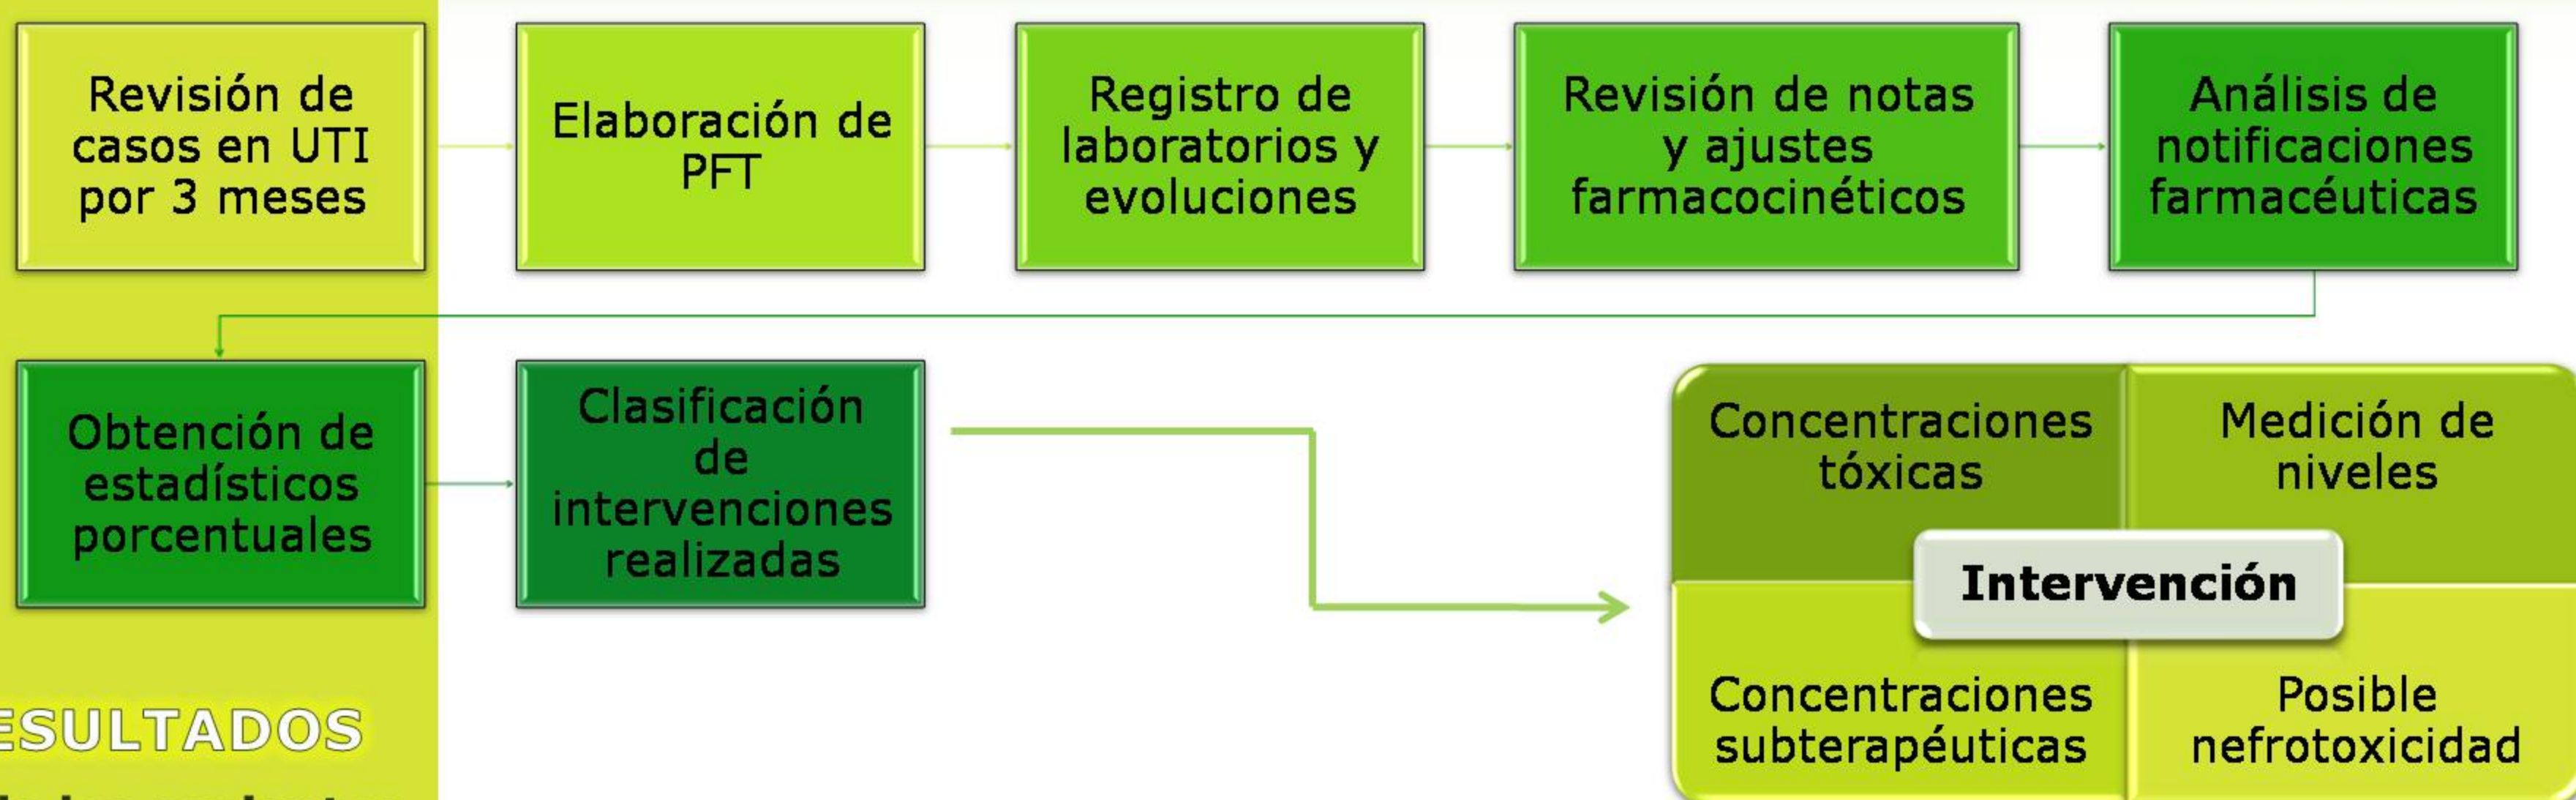 Revisión de
casos en UTI
por 3 meses
Elaboración de
PFT
Registro de
laboratorios y
evoluciones
Revisión de notas
y ajustes
farmacocinéticos
Análisis de
notificaciones
farmacéuticas
Obtención de
estadísticos
porcentuales
Clasificación
de
intervenciones
realizadas
Concentraciones
tóxicas
Medición de
niveles
Intervención
Concentraciones
subterapéuticas
Posible
nefrotoxicidad
ESULTADOS